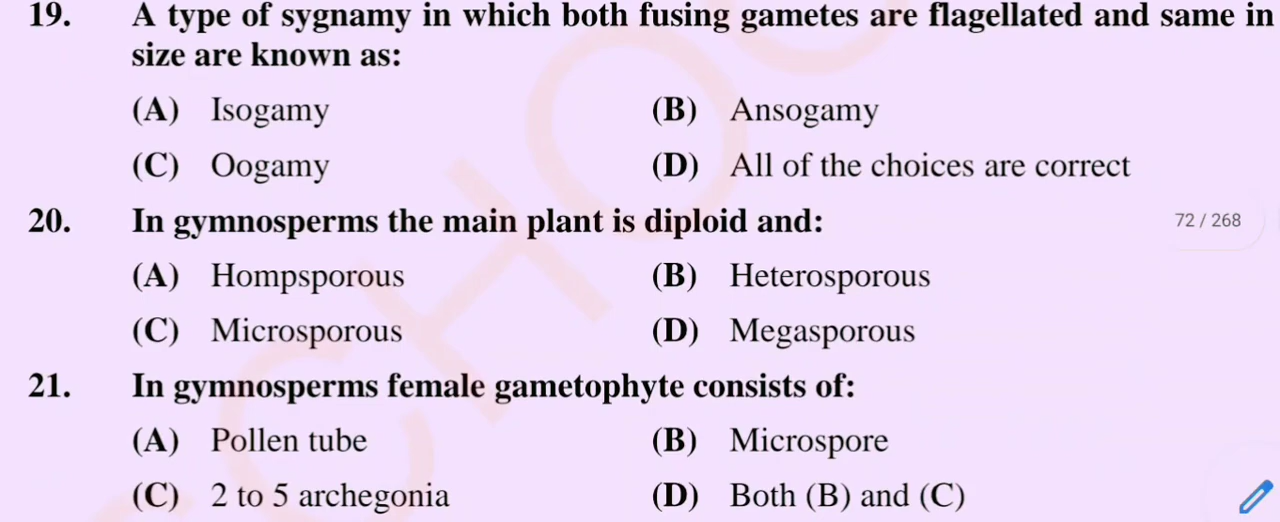 19. A type of sygnamy in which both fusing gametes are flagellated and same in
size are known as:
(A) Isogamy (B) Ansogamy
(C) Oogamy (D) All of the choices are correct
20. In gymnosperms the main plant is diploid and:
72 / 268
(A) Hompsporous (B) Heterosporous
(C) Microsporous (D) Megasporous
21. In gymnosperms female gametophyte consists of:
(A) Pollen tube (B) Microspore
(C) 2 to 5 archegonia (D) Both (B) and (C)